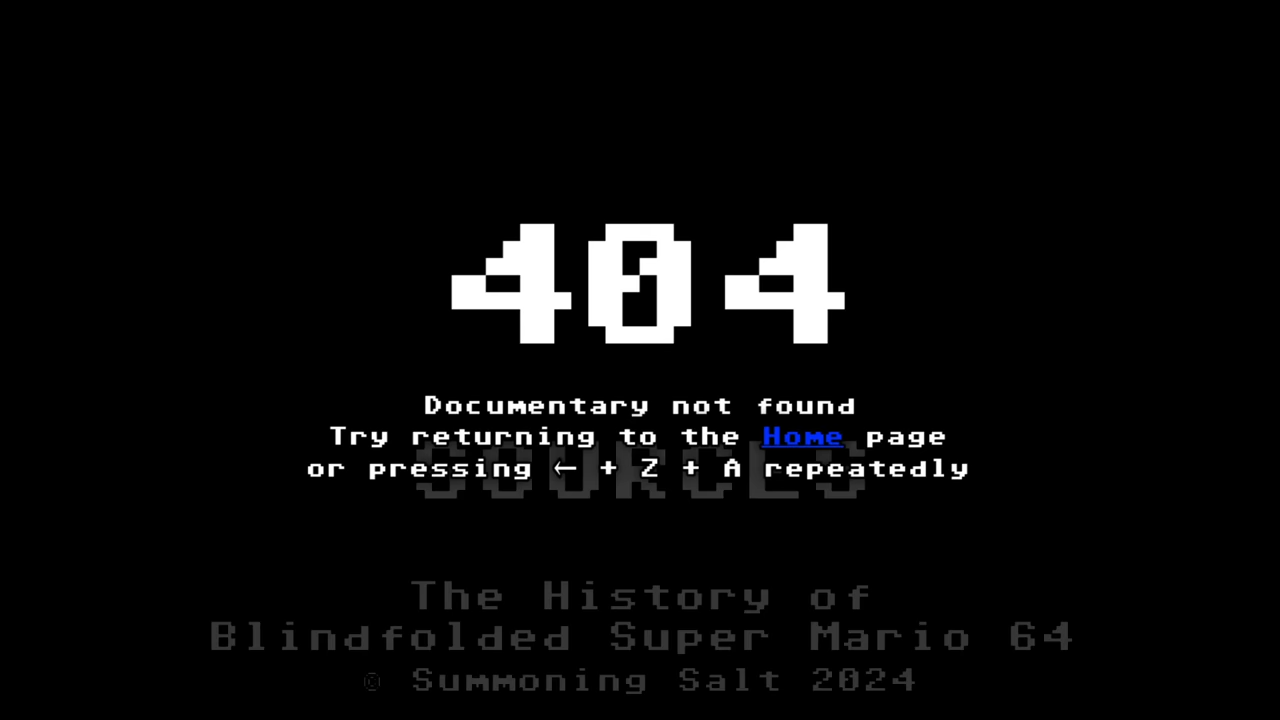 404
Documentary not found
Try returning to the Home page
or pressing ← + Z + A repeatedly
SOURCES
The History of
Blindfolded Super Mario 64
© Summoning Salt 2024